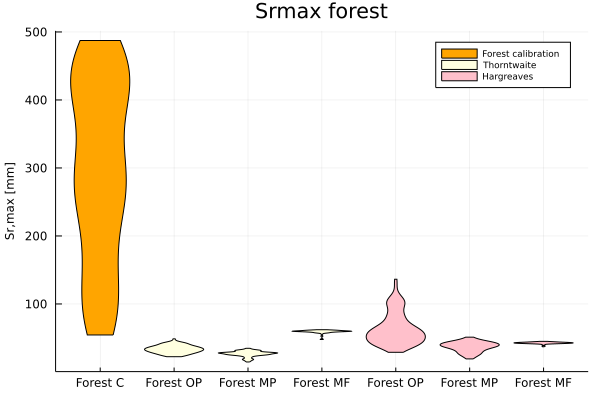 Srmax forest
Sr,max [mm]
500
400
300
200
100
Forest calibration
Thorntwaite
Hargreaves
Forest C Forest OP Forest MP Forest MF Forest OP Forest MP Forest MF